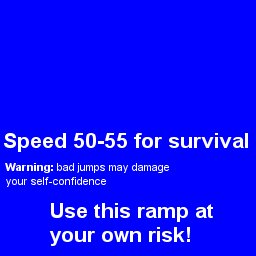 Speed 50-55 for survival
Warning: bad jumps may damage
your self-confidence
Use this ramp at
your own risk!